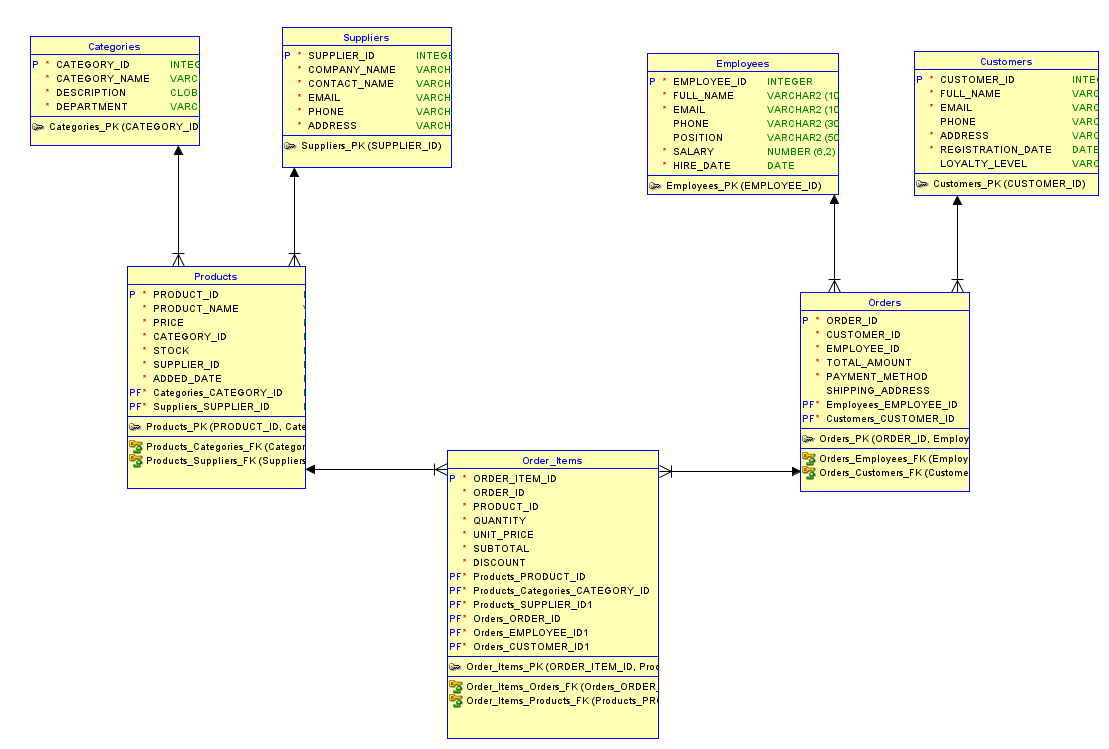 Categories
P * CATEGORY_ID INTEG
* CATEGORY_NAME VARC
* DESCRIPTION CLOB
* DEPARTMENT VARC
Categories_PK (CATEGORY_ID
Suppliers
P * SUPPLIER_ID INTEGE
* COMPANY_NAME VARCH
* CONTACT_NAME VARCH
* EMAIL VARCH
* PHONE VARCH
* ADDRESS VARCH
Suppliers_PK (SUPPLIER_ID)
Employees
P * EMPLOYEE_ID INTEGER
* FULL_NAME VARCHAR2 (10
* EMAIL VARCHAR2 (10
PHONE VARCHAR2 (30
POSITION VARCHAR2 (50
* SALARY NUMBER (6,2)
* HIRE_DATE DATE
Employees_PK (EMPLOYEE_ID)
Customers
P * CUSTOMER_ID INTE
* FULL_NAME VARC
* EMAIL VARC
PHONE VARC
* ADDRESS VARC
* REGISTRATION_DATE DATE
LOYALTY_LEVEL VARC
Customers_PK (CUSTOMER_ID)
Products
P * PRODUCT_ID
* PRODUCT_NAME
* PRICE
* CATEGORY_ID
* STOCK
* SUPPLIER_ID
* ADDED_DATE
PF* Categories_CATEGORY_ID
PF* Suppliers_SUPPLIER_ID
Products_PK (PRODUCT_ID, Cate
Products_Categories_FK (Categor
Products_Suppliers_FK (Suppliers
Orders
P * ORDER_ID
* CUSTOMER_ID
* EMPLOYEE_ID
* TOTAL_AMOUNT
* PAYMENT_METHOD
SHIPPING_ADDRESS
PF* Employees_EMPLOYEE_ID
PF* Customers_CUSTOMER_ID
Orders_PK (ORDER_ID, Employ
Orders_Employees_FK (Employ
Orders_Customers_FK (Custome
Order_Items
P * ORDER_ITEM_ID
* ORDER_ID
* PRODUCT_ID
* QUANTITY
* UNIT_PRICE
* SUBTOTAL
* DISCOUNT
PF* Products_PRODUCT_ID
PF* Products_Categories_CATEGORY_ID
PF* Products_SUPPLIER_ID1
PF* Orders_ORDER_ID
PF* Orders_EMPLOYEE_ID1
PF* Orders_CUSTOMER_ID1
Order_Items_PK (ORDER_ITEM_ID, Proc
Order_Items_Orders_FK (Orders_ORDER_
Order_Items_Products_FK (Products_PR